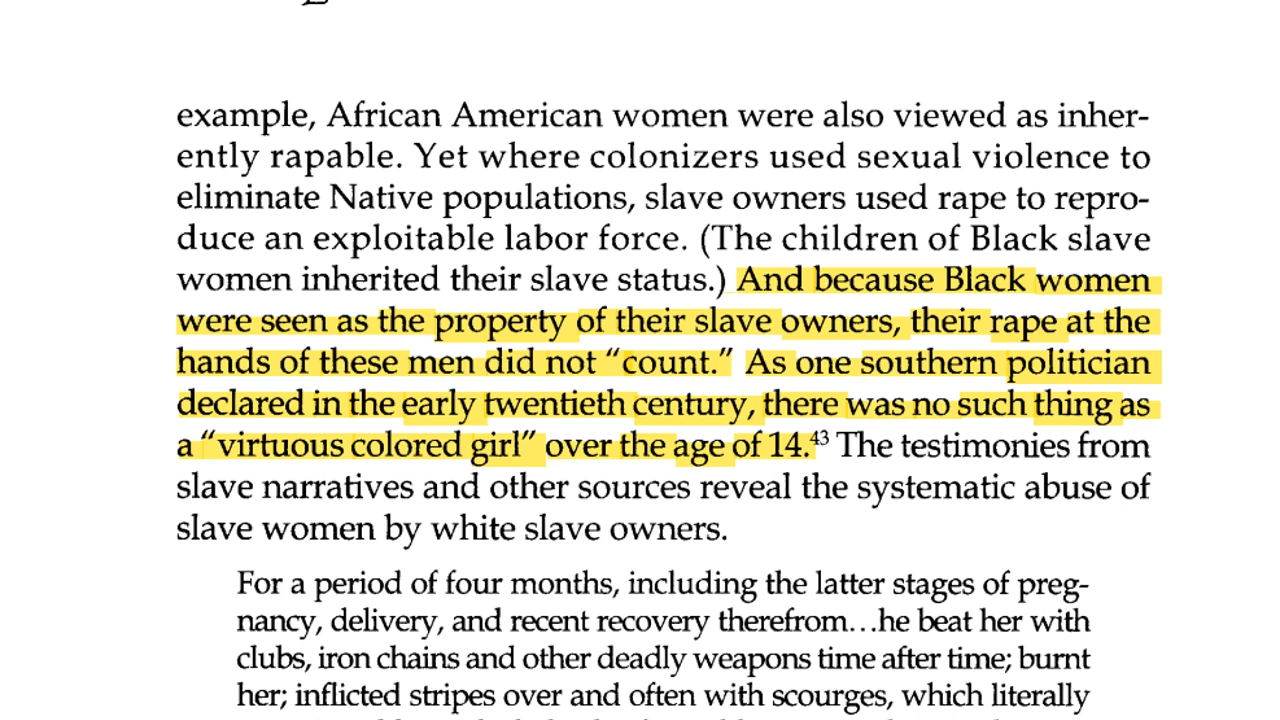 example, African American women were also viewed as inher-
ently rapable. Yet where colonizers used sexual violence to
eliminate Native populations, slave owners used rape to repro-
duce an exploitable labor force. (The children of Black slave
women inherited their slave status.) And because Black women
were seen as the property of their slave owners, their rape at the
hands of these men did not “count.” As one southern politician
declared in the early twentieth century, there was no such thing as
a “virtuous colored girl” over the age of 14.43 The testimonies from
slave narratives and other sources reveal the systematic abuse of
slave women by white slave owners.
For a period of four months, including the latter stages of preg-
nancy, delivery, and recent recovery therefrom…he beat her with
clubs, iron chains and other deadly weapons time after time; burnt
her; inflicted stripes over and often with scourges, which literally